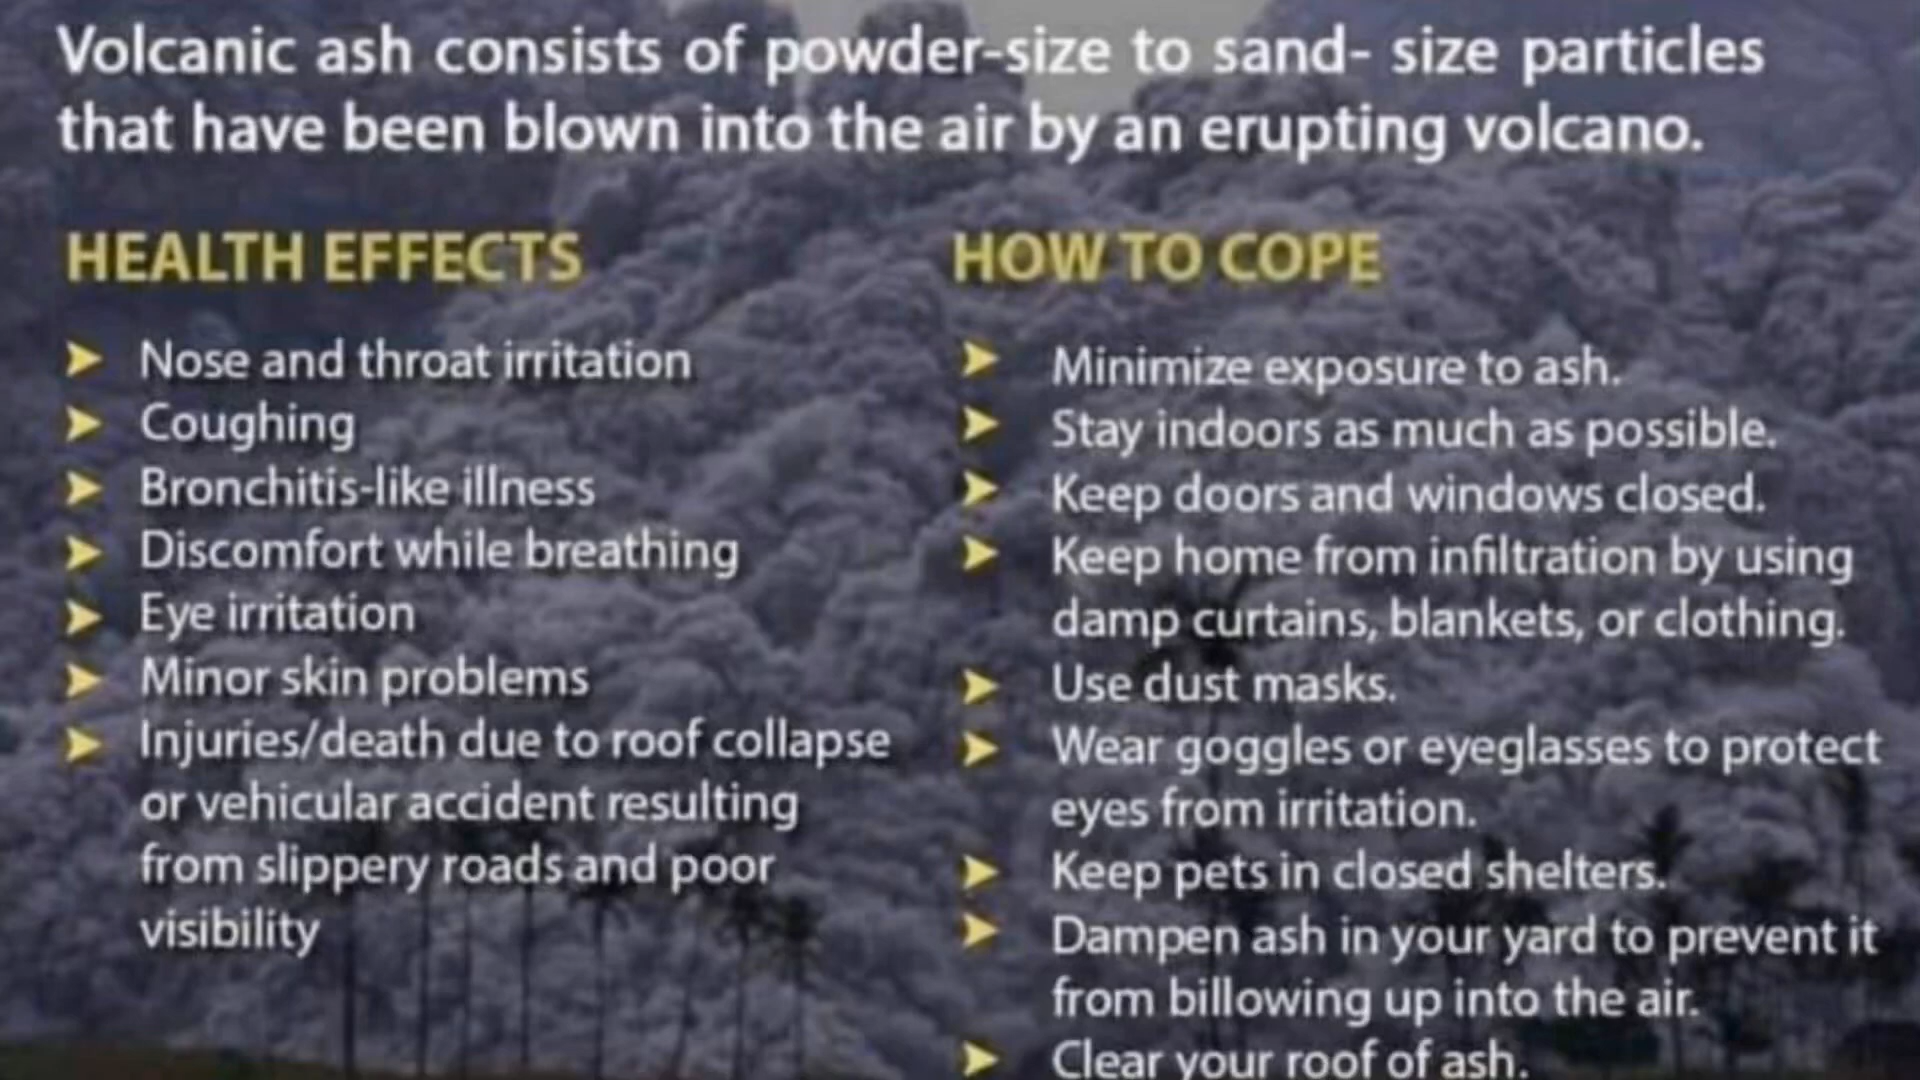 Volcanic ash consists of powder-size to sand- size particles
that have been blown into the air by an erupting volcano.
HEALTH EFFECTS
Nose and throat irritation
Coughing
Bronchitis-like illness
Discomfort while breathing
Eye irritation
Minor skin problems
Injuries/death due to roof collapse
or vehicular accident resulting
from slippery roads and poor
visibility
HOW TO COPE
Minimize exposure to ash.
Stay indoors as much as possible.
Keep doors and windows closed.
Keep home from infiltration by using
damp curtains, blankets, or clothing.
Use dust masks.
Wear goggles or eyeglasses to protect
eyes from irritation.
Keep pets in closed shelters.
Dampen ash in your yard to prevent it
from billowing up into the air.
Clear your roof of ash.